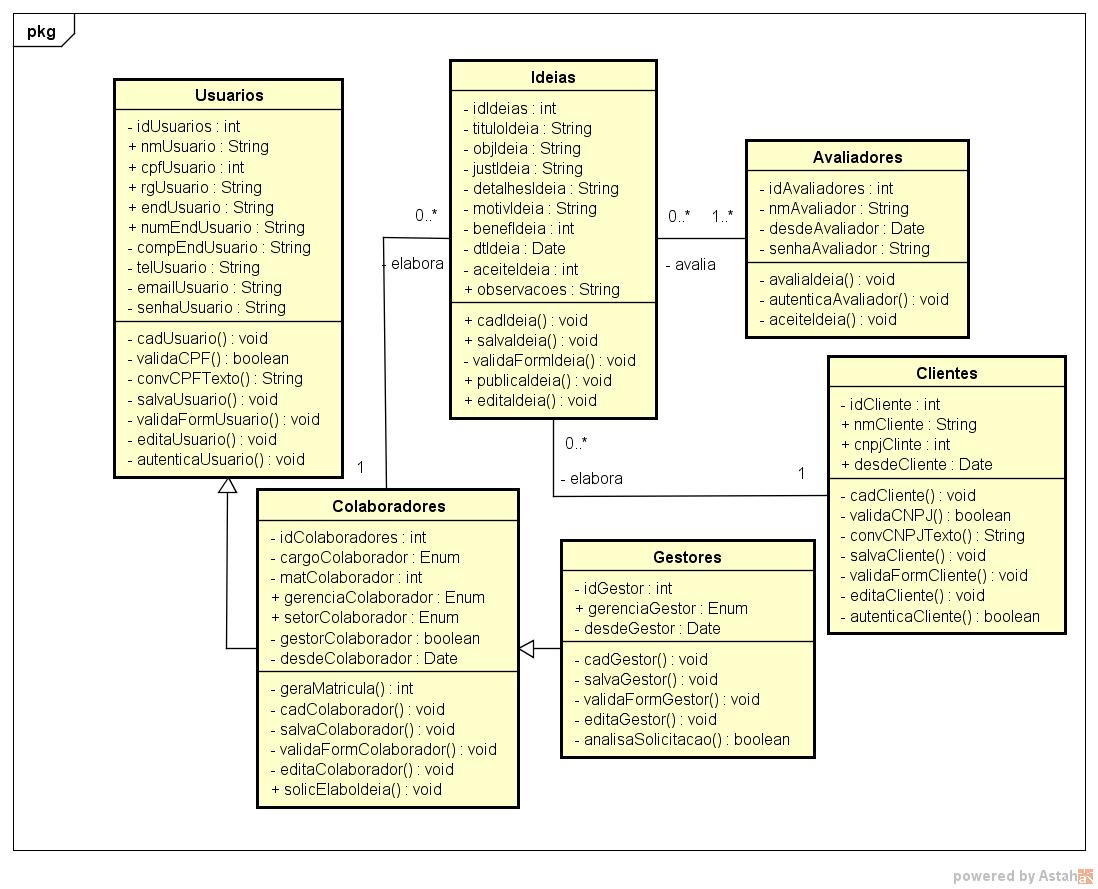 pkg
Usuarios
- idUsuarios : int
+ nmUsuario : String
+ cpfUsuario : int
+ rgUsuario : String
+ endUsuario : String
+ numEndUsuario : String
- compEndUsuario : String
- telUsuario : String
- emailUsuario : String
- senhaUsuario : String
- cadUsuario() : void
- validaCPF() : boolean
- convCPFTexto() : String
- salvaUsuario() : void
- validaFormUsuario() : void
- editaUsuario() : void
- autenticaUsuario() : void
Ideias
- idIdeias : int
- tituloIdeia : String
- objIdeia : String
- justIdeia : String
- detalhesIdeia : String
- motivIdeia : String
- benefIdeia : int
- dtIdeia : Date
- aceiteIdeia : int
+ observacoes : String
+ cadIdeia() : void
+ salvaIdeia() : void
- validaFormIdeia() : void
+ publicaIdeia() : void
+ editaIdeia() : void
Avaliadores
- idAvaliadores : int
- nmAvaliador : String
- desdeAvaliador : Date
- senhaAvaliador : String
- avaliaIdeia() : void
- autenticaAvaliador() : void
- aceiteIdeia() : void
0..*
- elabora
1
0..*
1..*
- avalia
0..*
- elabora
1
Clientes
- idCliente : int
+ nmCliente : String
+ cnpjClinte : int
+ desdeCliente : Date
- cadCliente() : void
- validaCNPJ() : boolean
- convCNPJTexto() : String
- salvaCliente() : void
- validaFormCliente() : void
- editaCliente() : void
- autenticaCliente() : boolean
Colaboradores
- idColaboradores : int
- cargoColaborador : Enum
- matColaborador : int
+ gerenciaColaborador : Enum
+ setorColaborador : Enum
- gestorColaborador : boolean
- desdeColaborador : Date
- geraMatricula() : int
- cadColaborador() : void
- salvaColaborador() : void
- validaFormColaborador() : void
- editaColaborador() : void
+ solicElaboIdeia() : void
Gestores
- idGestor : int
+ gerenciaGestor : Enum
- desdeGestor : Date
- cadGestor() : void
- salvaGestor() : void
- validaFormGestor() : void
- editaGestor() : void
- analisaSolicitacao() : boolean
powered by Astah